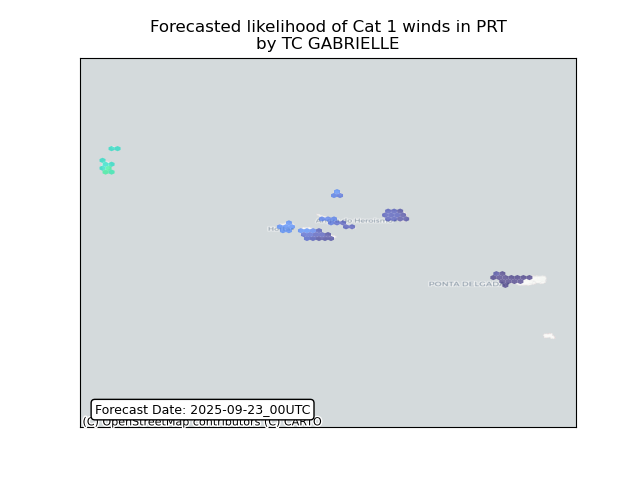 Forecasted likelihood of Cat 1 winds in PRT
by TC GABRIELLE
PONTA DELGAD
Forecast Date: 2025-09-23_00UTC
(C) OpenStreetMap contributors (C) CARTO